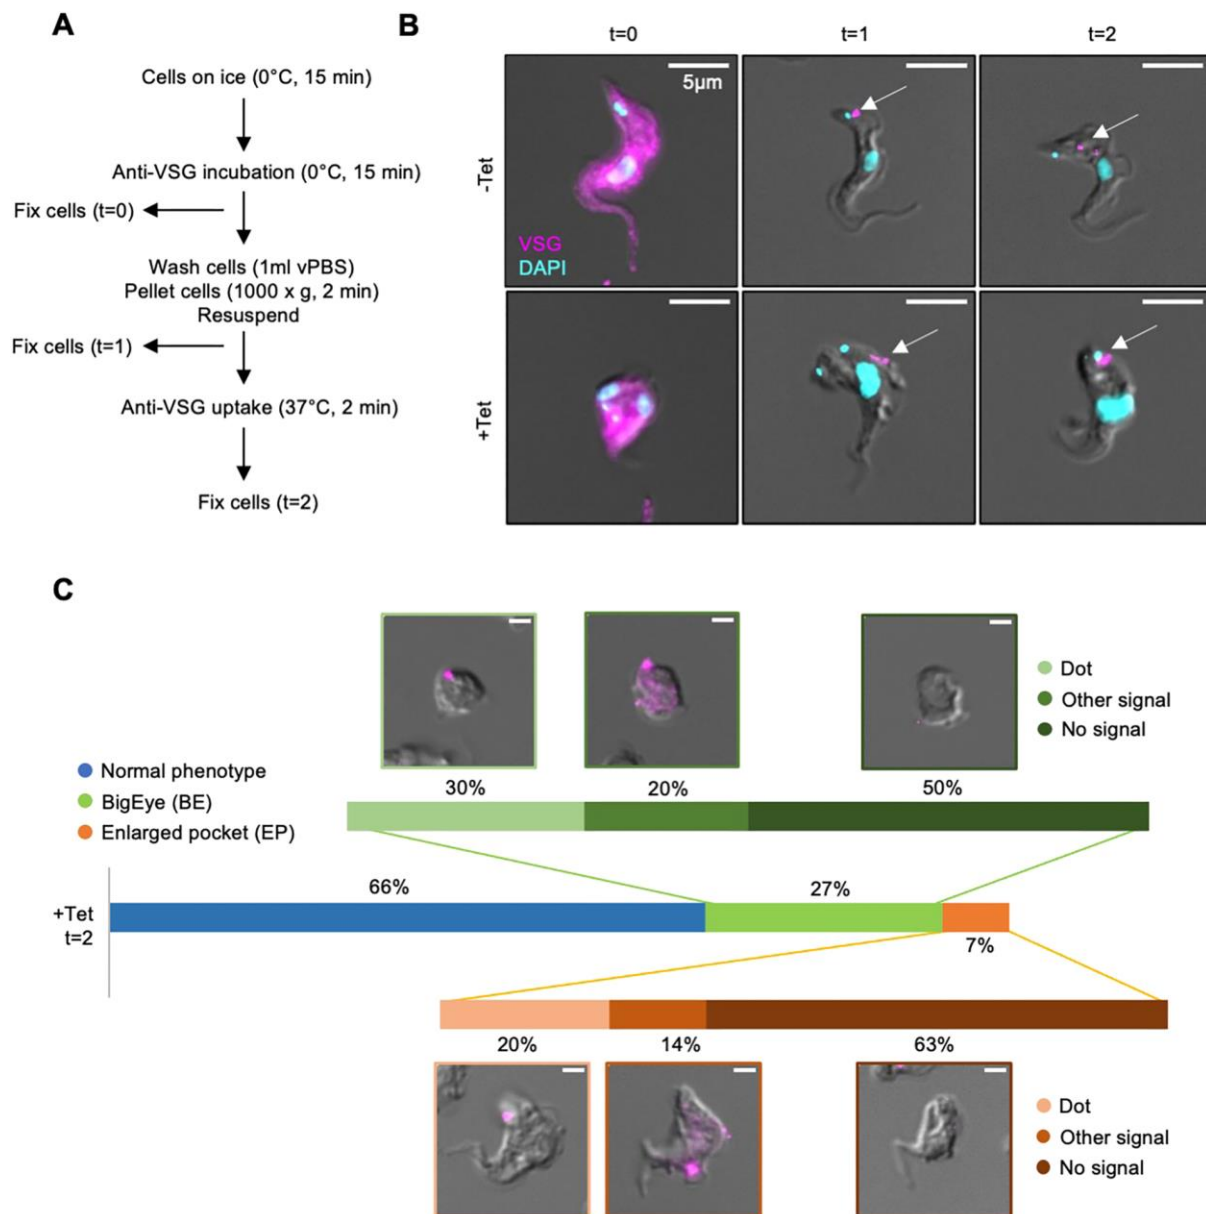 A
Cells on ice (0°C, 15 min)
Anti-VSG incubation (0°C, 15 min)
Fix cells (t=0)
Wash cells (1ml vPBS)
Pellet cells (1000 x g, 2 min)
Resuspend
Fix cells (t=1)
Anti-VSG uptake (37°C, 2 min)
Fix cells (t=2)
B
t=0
t=1
t=2
5µm
-Tet
VSG
DAPI
+Tet
C
Dot
Other signal
No signal
Normal phenotype
BigEye (BE)
Enlarged pocket (EP)
30%
20%
50%
66%
27%
+Tet
t=2
7%
20%
14%
63%
Dot
Other signal
No signal